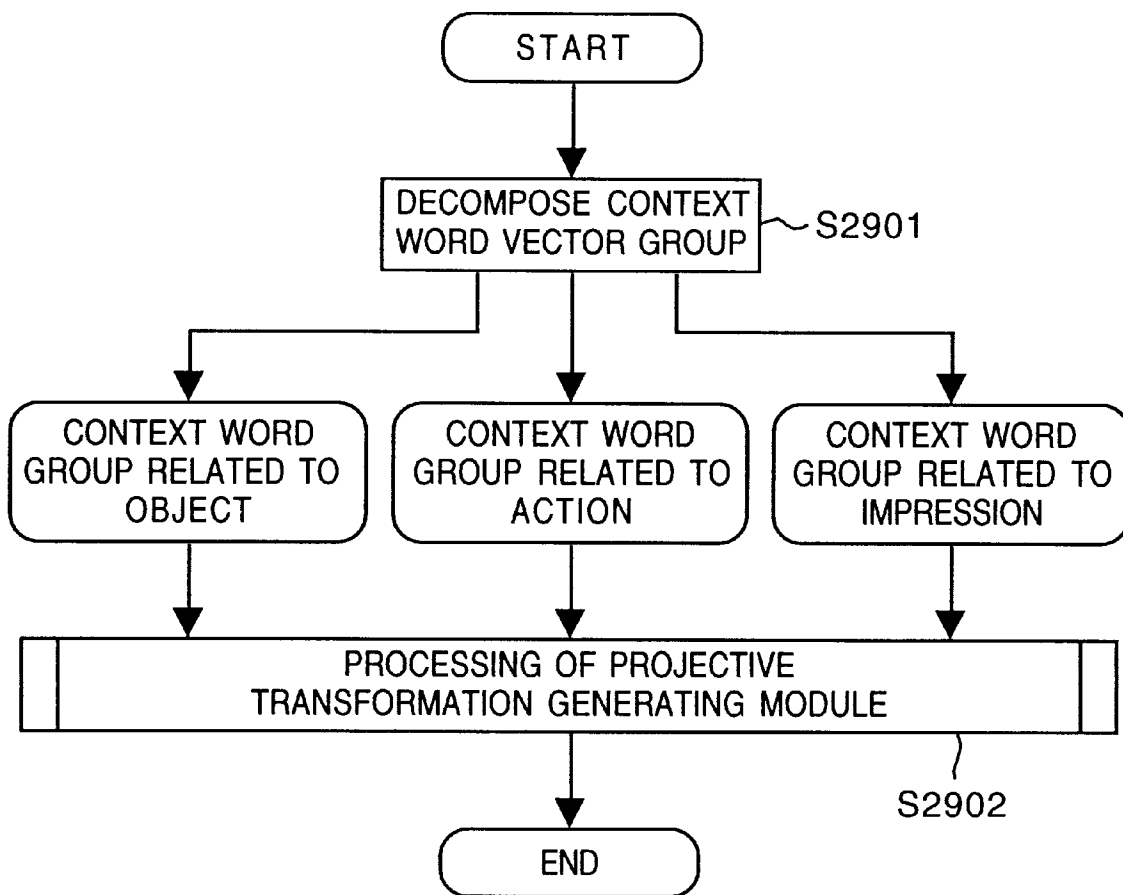 START
DECOMPOSE CONTEXT
WORD VECTOR GROUP
S2901
CONTEXT WORD
GROUP RELATED TO
OBJECT
CONTEXT WORD
GROUP RELATED TO
ACTION
CONTEXT WORD
GROUP RELATED TO
IMPRESSION
PROCESSING OF PROJECTIVE
TRANSFORMATION GENERATING MODULE
S2902
END